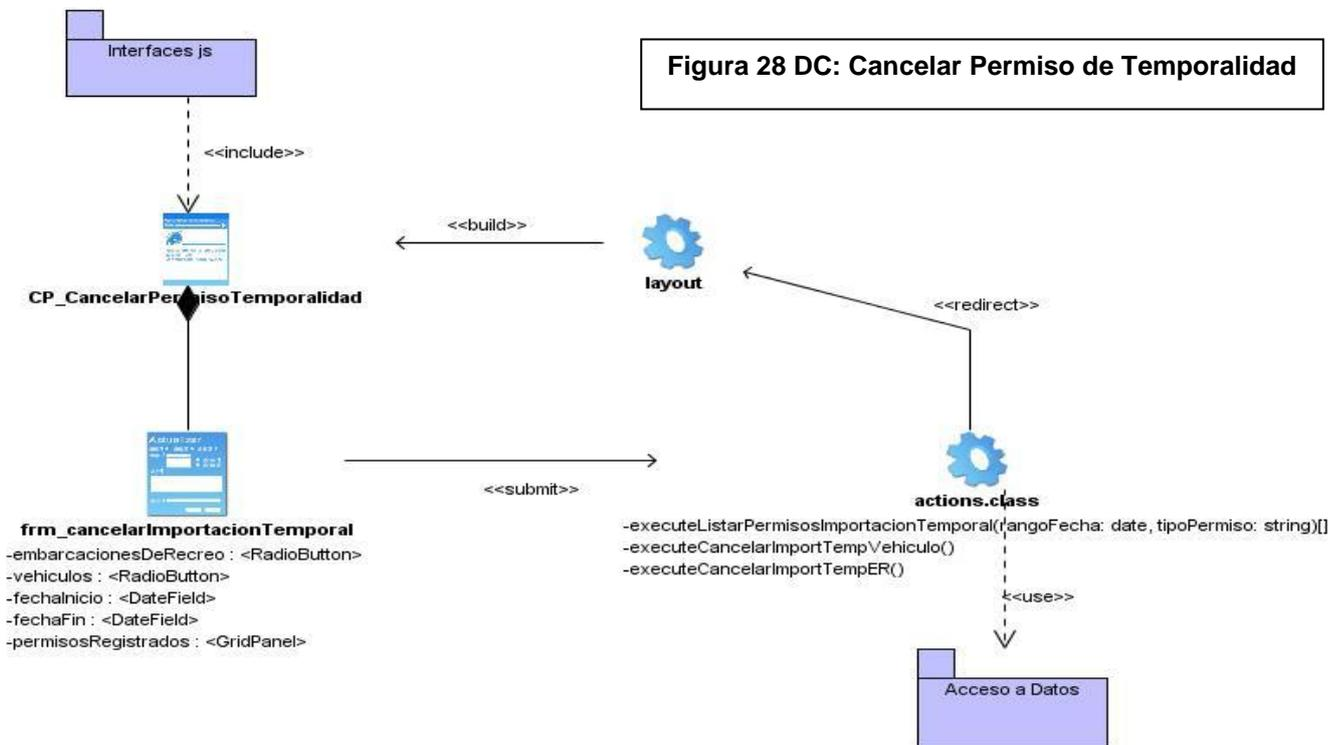 Interfaces js
Figura 28 DC: Cancelar Permiso de Temporalidad
<<include>>
<<build>>
CP_CancelarPermisoTemporalidad
layout
<<redirect>>
Actualizar
<<submit>>
frm_cancelarImportacionTemporal
-embarcacionesDeRecreo : <RadioButton>
-vehiculos : <RadioButton>
-fechaInicio : <DateField>
-fechaFin : <DateField>
-permisosRegistrados : <GridPanel>
actions.class
-executeListarPermisosImportacionTemporal(rangoFecha: date, tipoPermiso: string)[]
-executeCancelarImportTempVehiculo()
-executeCancelarImportTempER()
<<use>>
Acceso a Datos